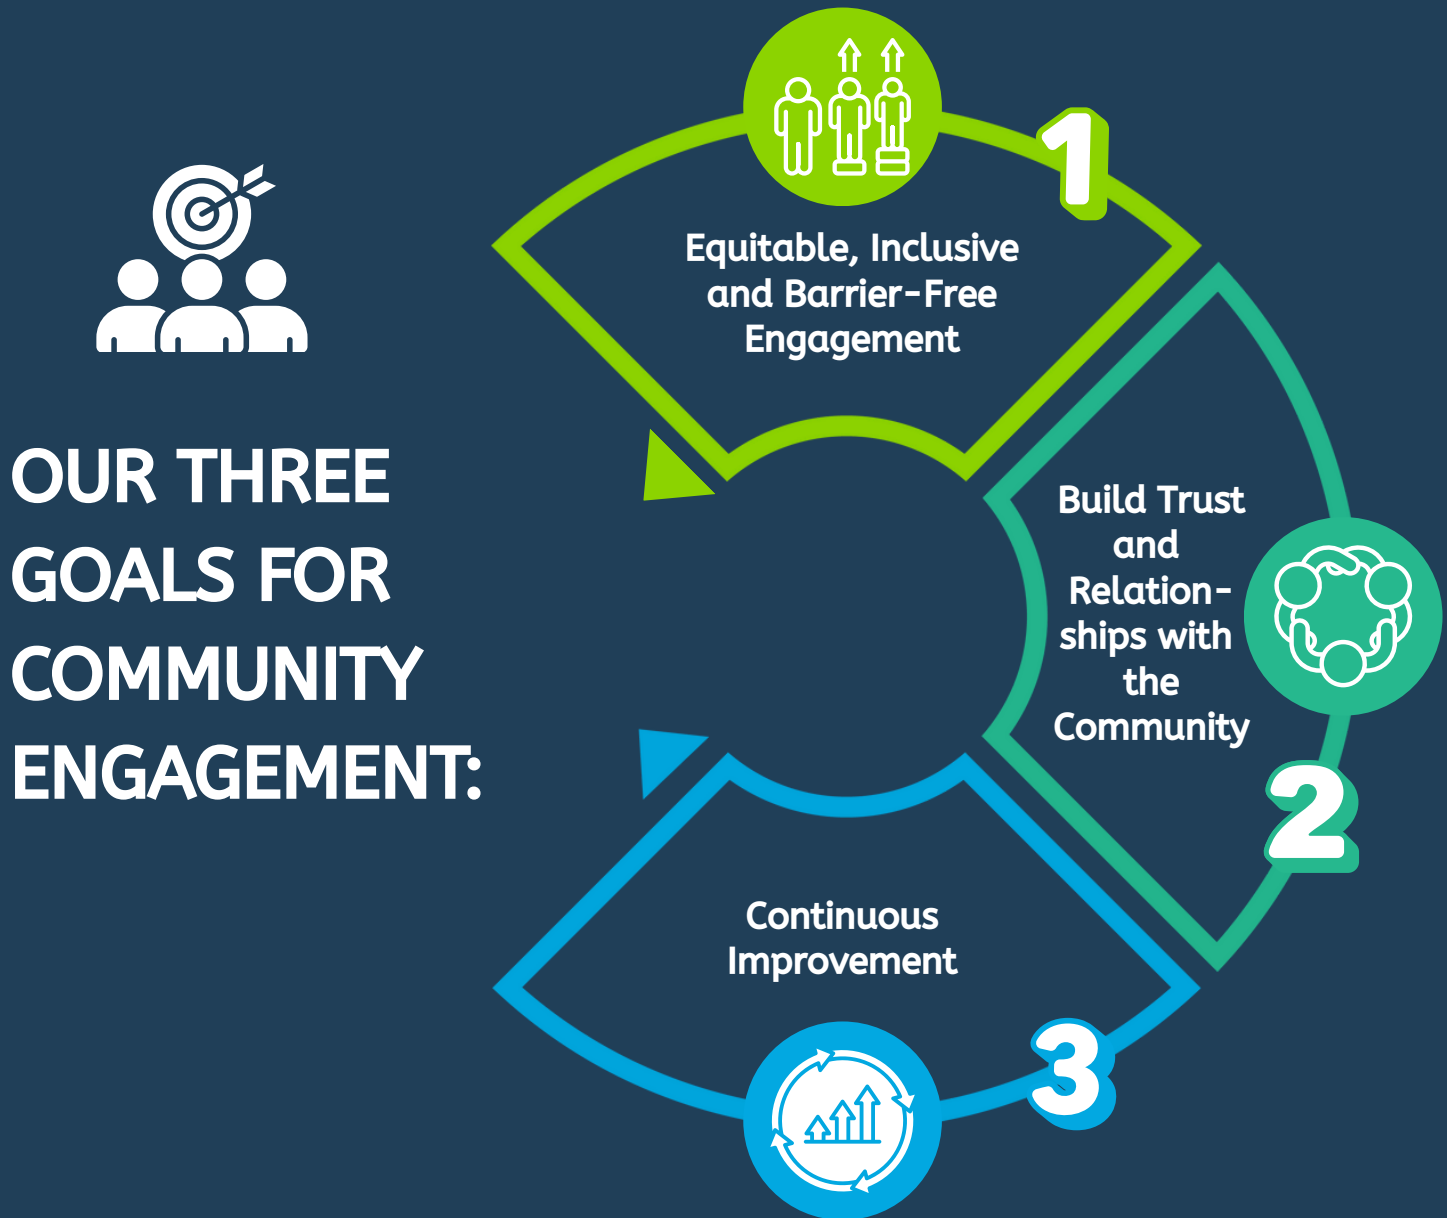 OUR THREE
GOALS FOR
COMMUNITY
ENGAGEMENT:
1
Equitable, Inclusive
and Barrier-Free
Engagement
Build Trust
and
Relation-
ships with
the
Community
2
Continuous
Improvement
3